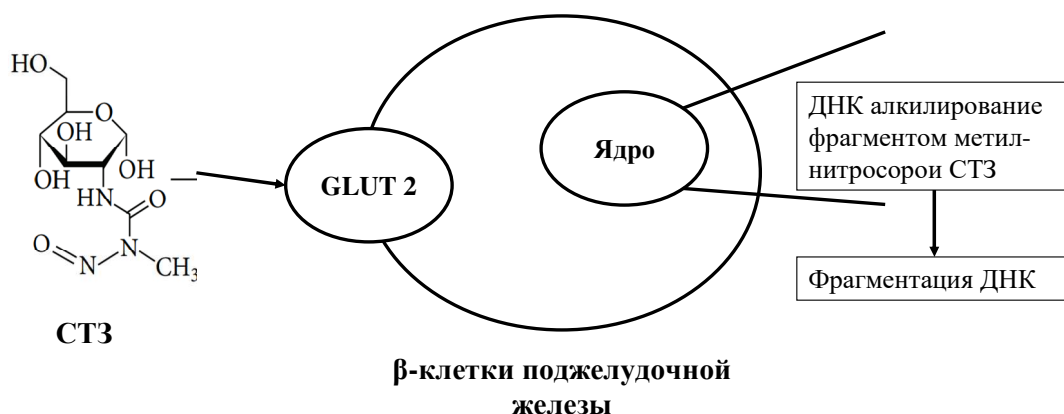 HO
O
OH
HO
OH
OH
HN
O
O
N
N
CH3
СТЗ
GLUT 2
Ядро
ДНК алкилирование
фрагментом метил-
нитросорои СТЗ
Фрагментация ДНК
β-клетки поджелудочной
железы